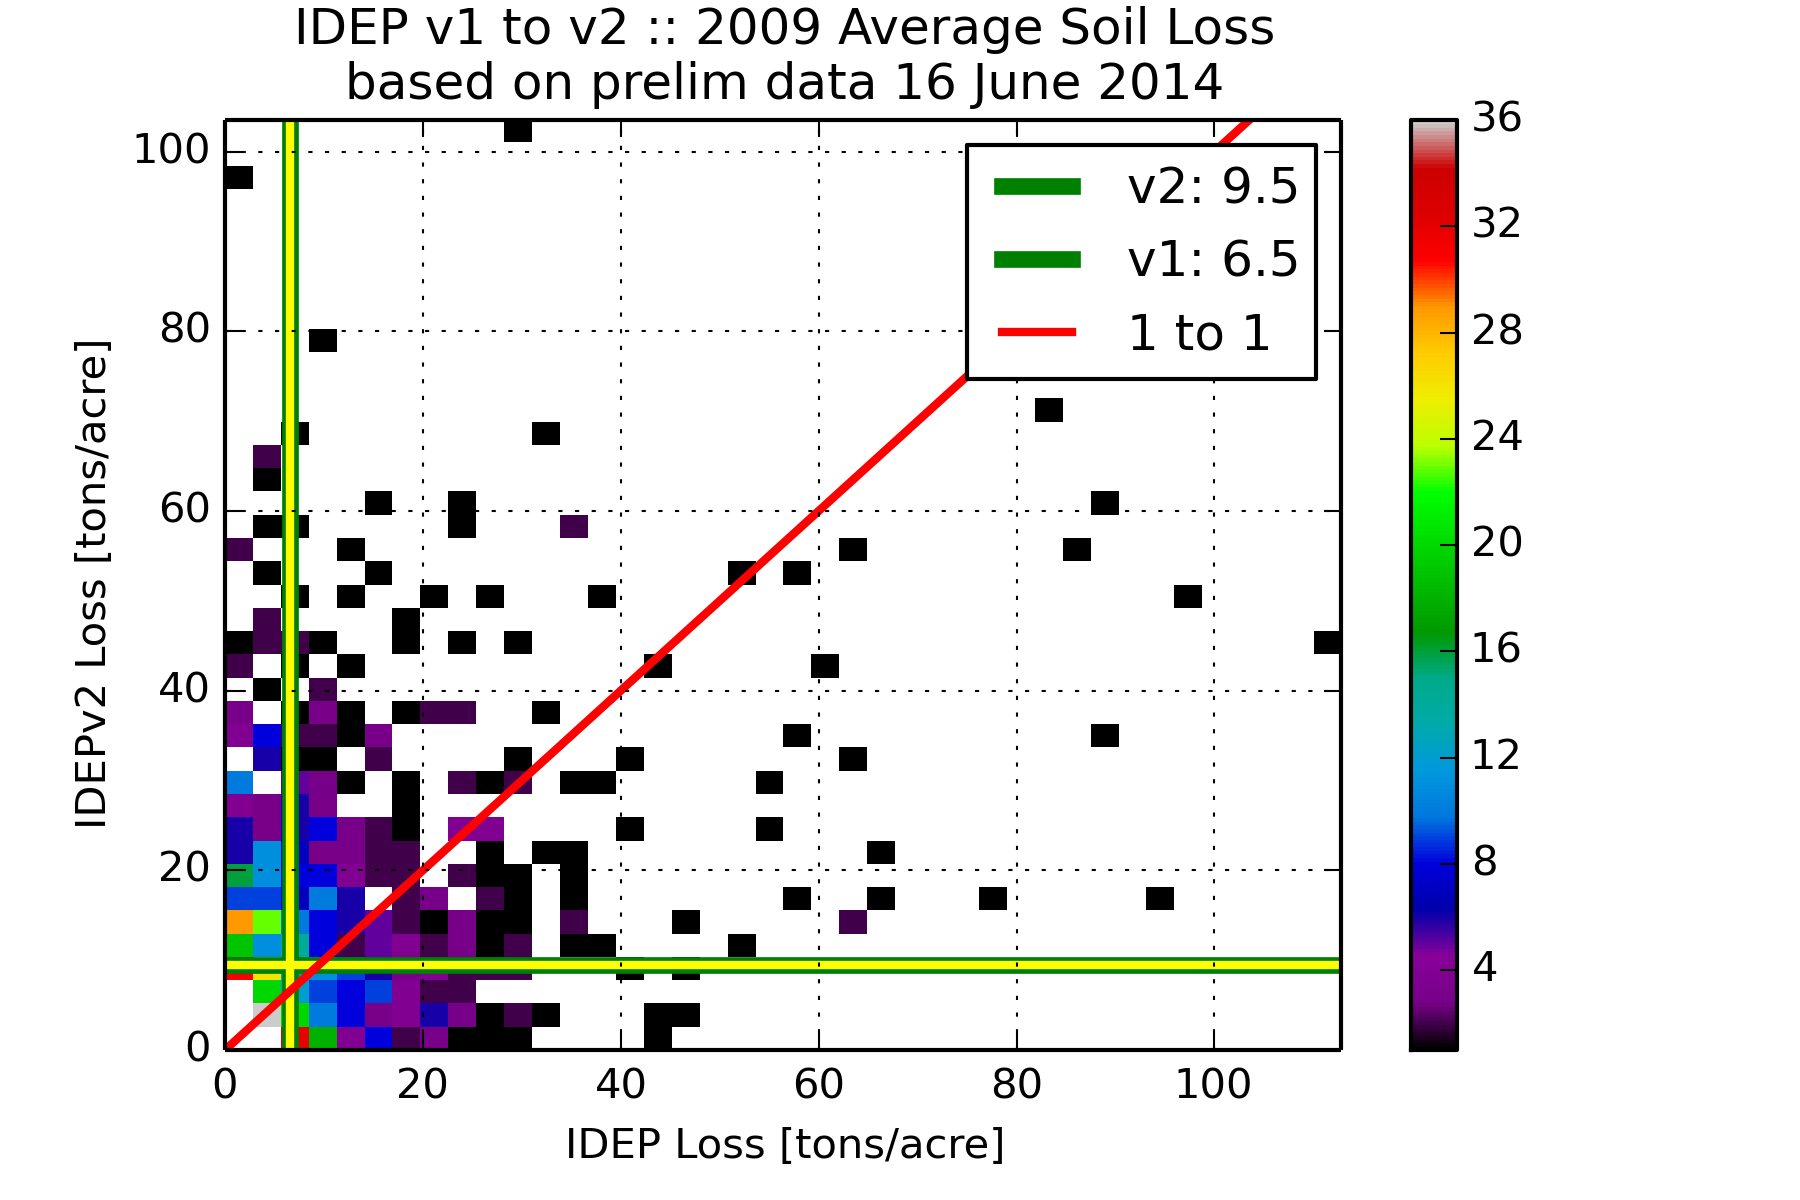 IDEP v1 to v2 :: 2009 Average Soil Loss
based on prelim data 16 June 2014
IDEPv2 Loss [tons/acre]
100
80
60
40
20
0
v2: 9.5
v1: 6.5
1 to 1
0 20 40 60 80 100
IDEP Loss [tons/acre]
36
32
28
24
20
16
12
8
4